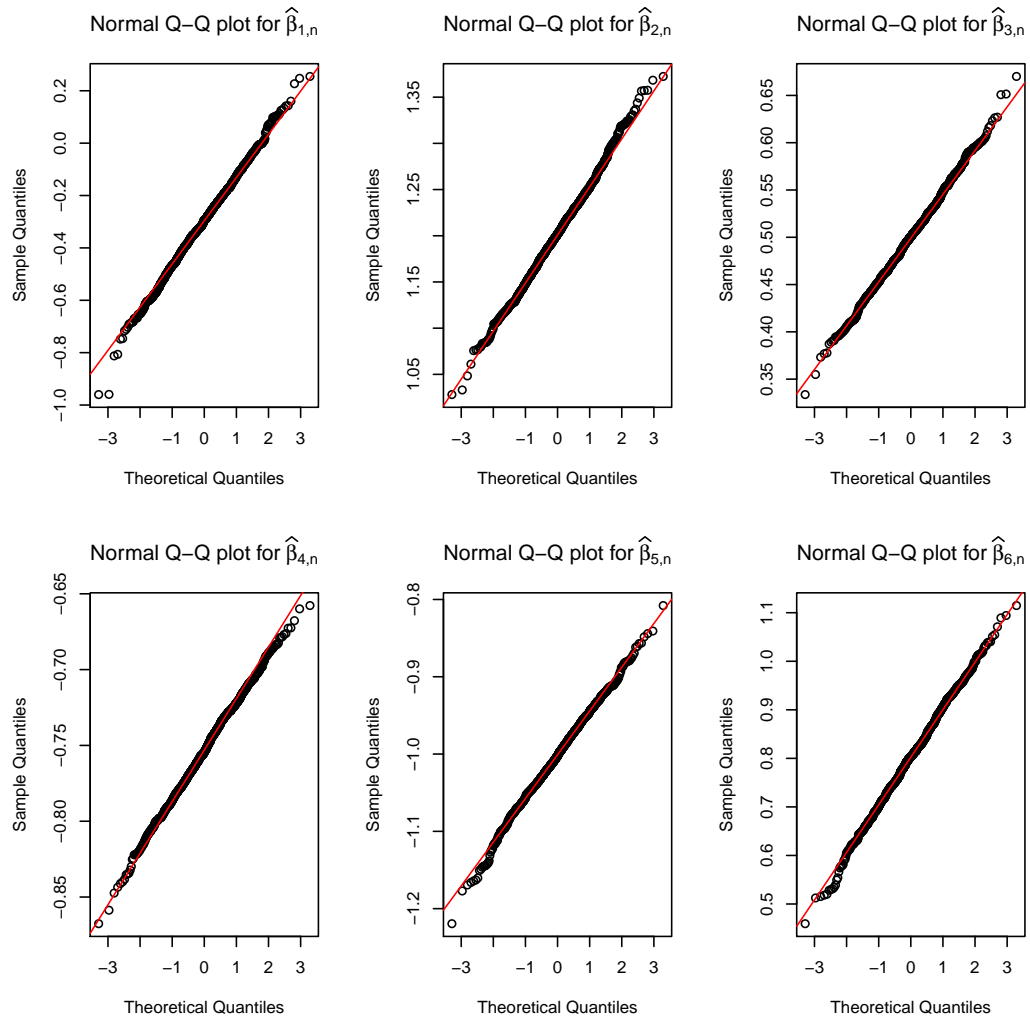 Normal Q−Q plot for β̂1,n
Normal Q−Q plot for β̂2,n
Normal Q−Q plot for β̂3,n
Sample Quantiles
0.2
0.0
−0.2
−0.4
−0.6
−0.8
−1.0
−3 −1 0 1 2 3
Theoretical Quantiles
Sample Quantiles
1.35
1.25
1.15
1.05
−3 −1 0 1 2 3
Theoretical Quantiles
Sample Quantiles
0.65
0.60
0.55
0.50
0.45
0.40
0.35
−3 −1 0 1 2 3
Theoretical Quantiles
Normal Q−Q plot for β̂4,n
Normal Q−Q plot for β̂5,n
Normal Q−Q plot for β̂6,n
Sample Quantiles
−0.65
−0.70
−0.75
−0.80
−0.85
−3 −1 0 1 2 3
Theoretical Quantiles
Sample Quantiles
−0.8
−0.9
−1.0
−1.1
−1.2
−3 −1 0 1 2 3
Theoretical Quantiles
Sample Quantiles
1.1
1.0
0.9
0.8
0.7
0.6
0.5
−3 −1 0 1 2 3
Theoretical Quantiles